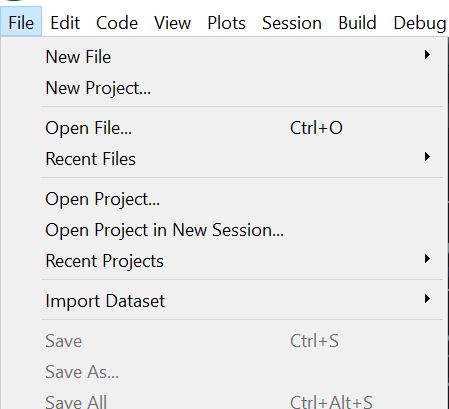 File Edit Code View Plots Session Build Debug
New File
New Project...
Open File... Ctrl+O
Recent Files
Open Project...
Open Project in New Session...
Recent Projects
Import Dataset
Save Ctrl+S
Save As...
Save All Ctrl+Alt+S